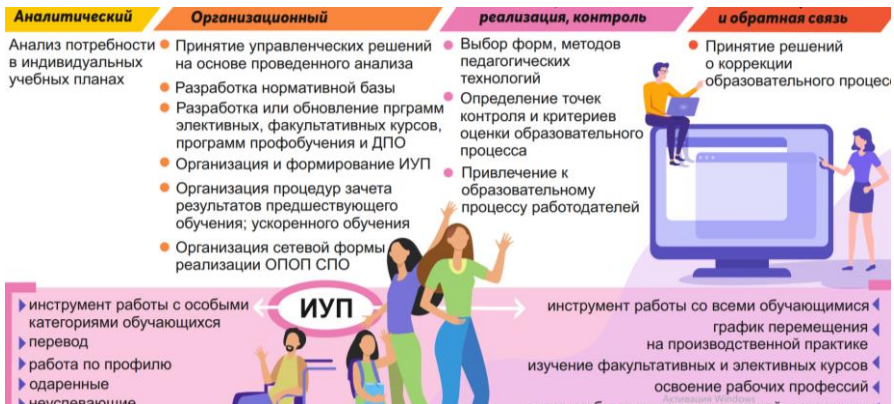 Аналитический
Анализ потребности
в индивидуальных
учебных планах
Организационный
Принятие управленческих решений
на основе проведенного анализа
Разработка нормативной базы
Разработка или обновление прграмм
элективных, факультативных курсов,
программ профобучения и ДПО
Организация и формирование ИУП
Организация процедур зачета
результатов предшествующего
обучения; ускоренного обучения
Организация сетевой формы
реализации ОПОП СПО
реализация, контроль
Выбор форм, методов
педагогических
технологий
Определение точек
контроля и критериев
оценки образовательного
процесса
Привлечение к
образовательному
процессу работодателей
и обратная связь
Принятие решений
о коррекции
образовательного процесс
ИУП
инструмент работы с особыми
категориями обучающихся
перевод
работа по профилю
одаренные
неуспевающие
инструмент работы со всеми обучающимися
график перемещения
на производственной практике
изучение факультативных и элективных курсов
освоение рабочих профессий
Активация Windows